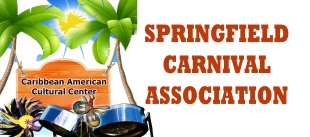 Caribbean American
Cultural Center
SPRINGFIELD
CARNIVAL
ASSOCIATION